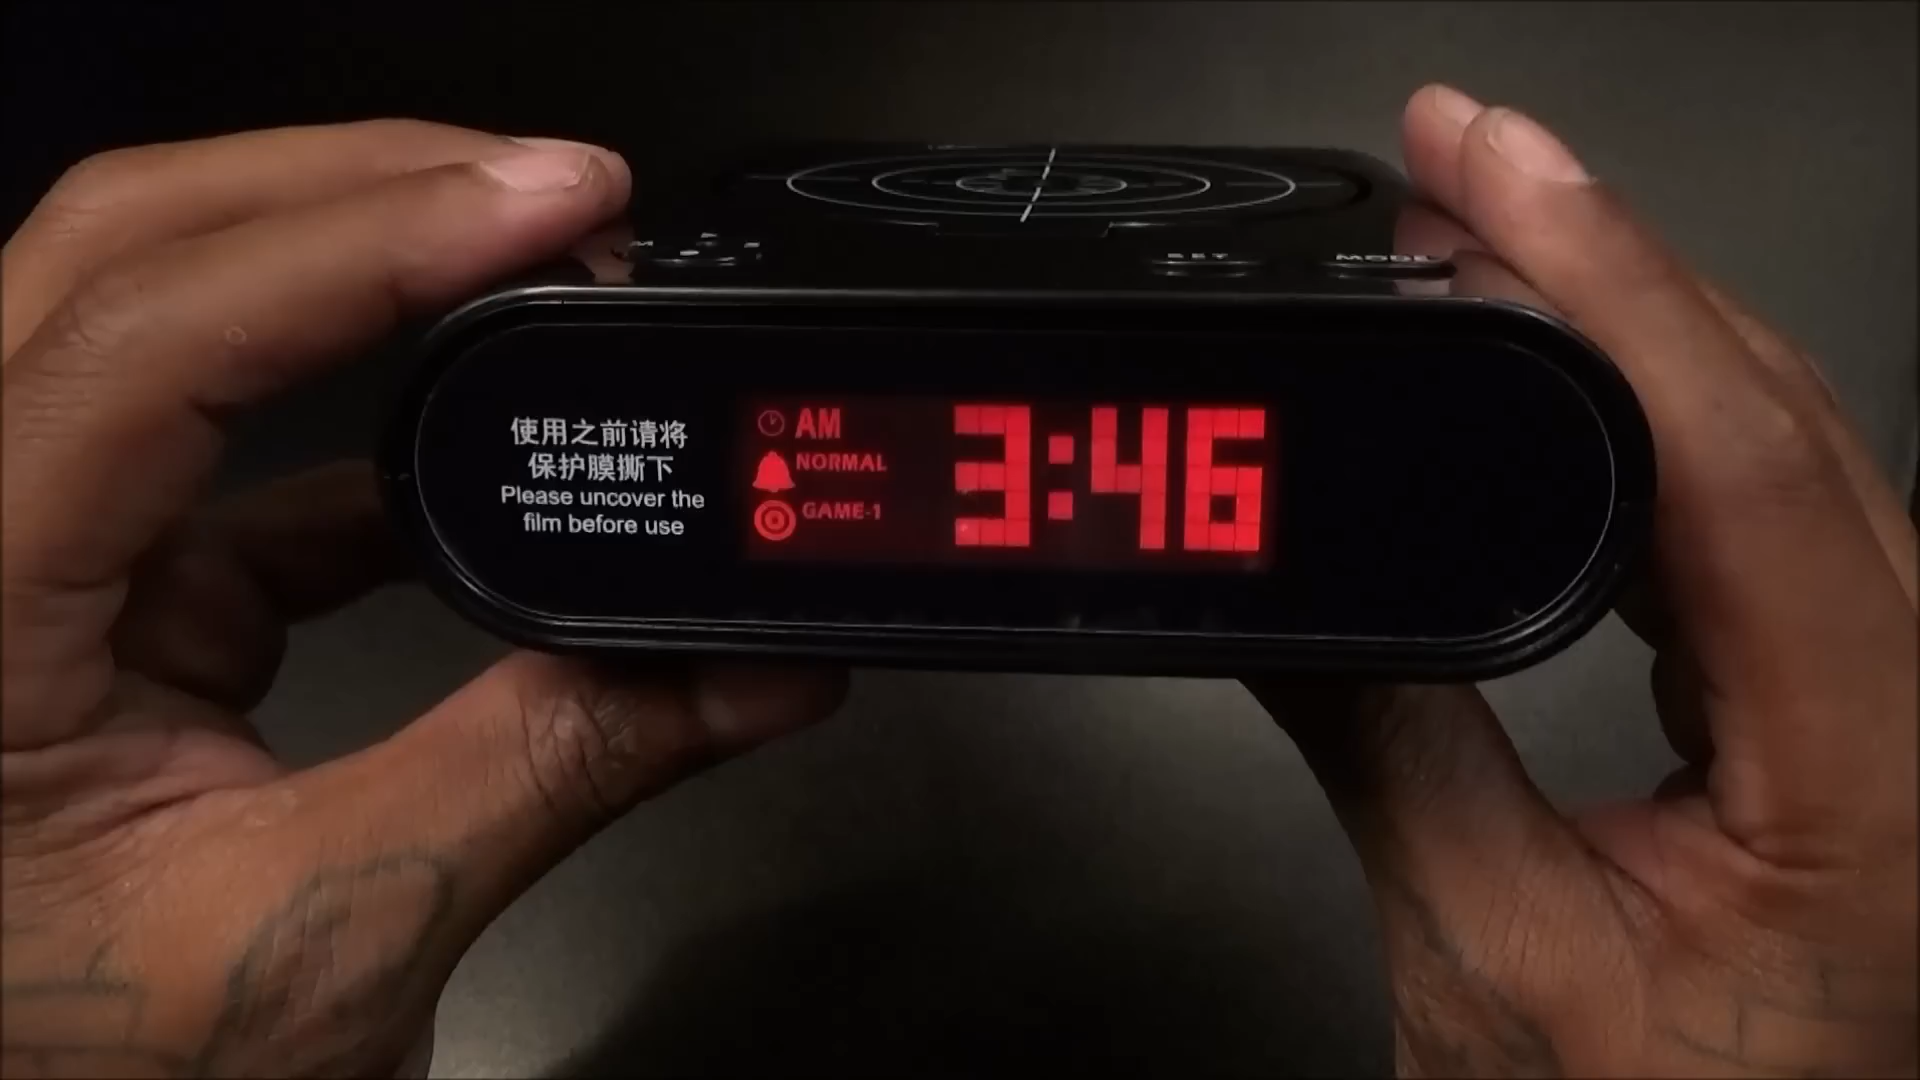 SET
MODE
使用之前请将
保护膜撕下
Please uncover the
film before use
AM
NORMAL
GAME-1
3:46